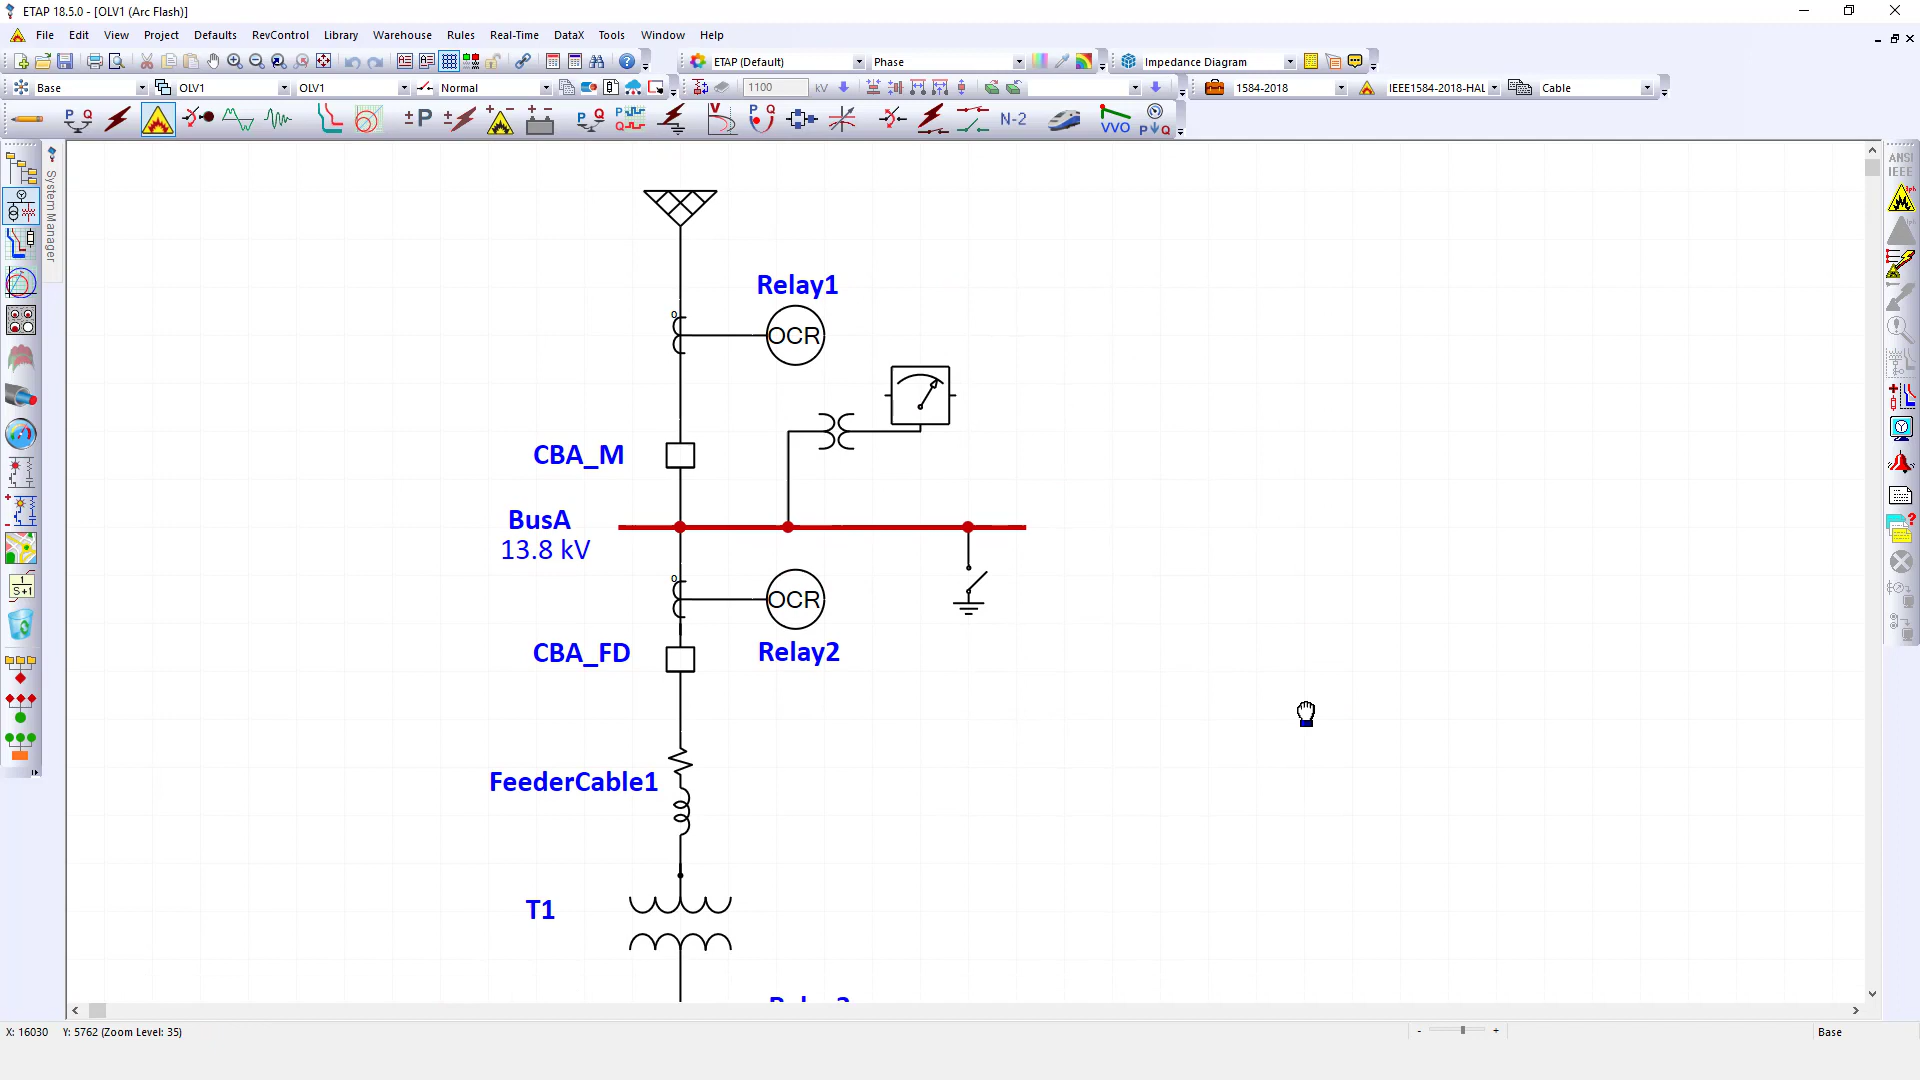 ETAP 18.5.0 - [OLV1 (Arc Flash)]
File Edit View Project Defaults RevControl Library Warehouse Rules Real-Time DataX Tools Window Help
ETAP (Default) Phase Impedance Diagram
Base OLV1 OLV1 Normal 1100 kV 1584-2018 IEEE1584-2018-HAL Cable
P Q ±P N-2 VVO P Q
System Manager
ANSI
IEEE
Relay1
OCR
CBA_M
BusA
13.8 kV
OCR
CBA_FD
Relay2
FeederCable1
T1
1
S+1
X: 16030 Y: 5762 (Zoom Level: 35)
- +
Base